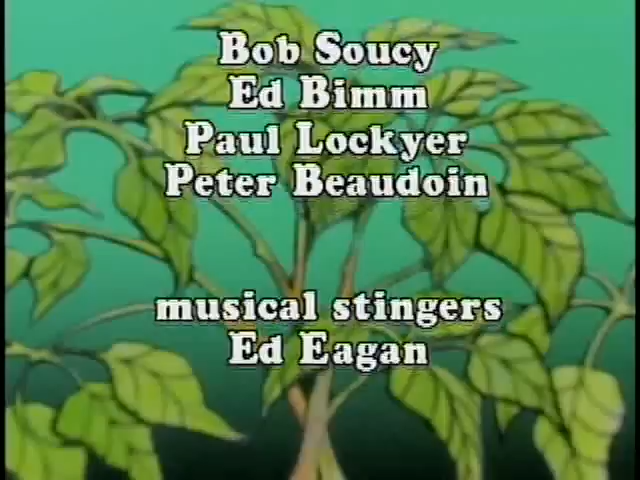 Bob Soucy
Ed Bimm
Paul Lockyer
Peter Beaudoin
musical stingers
Ed Eagan